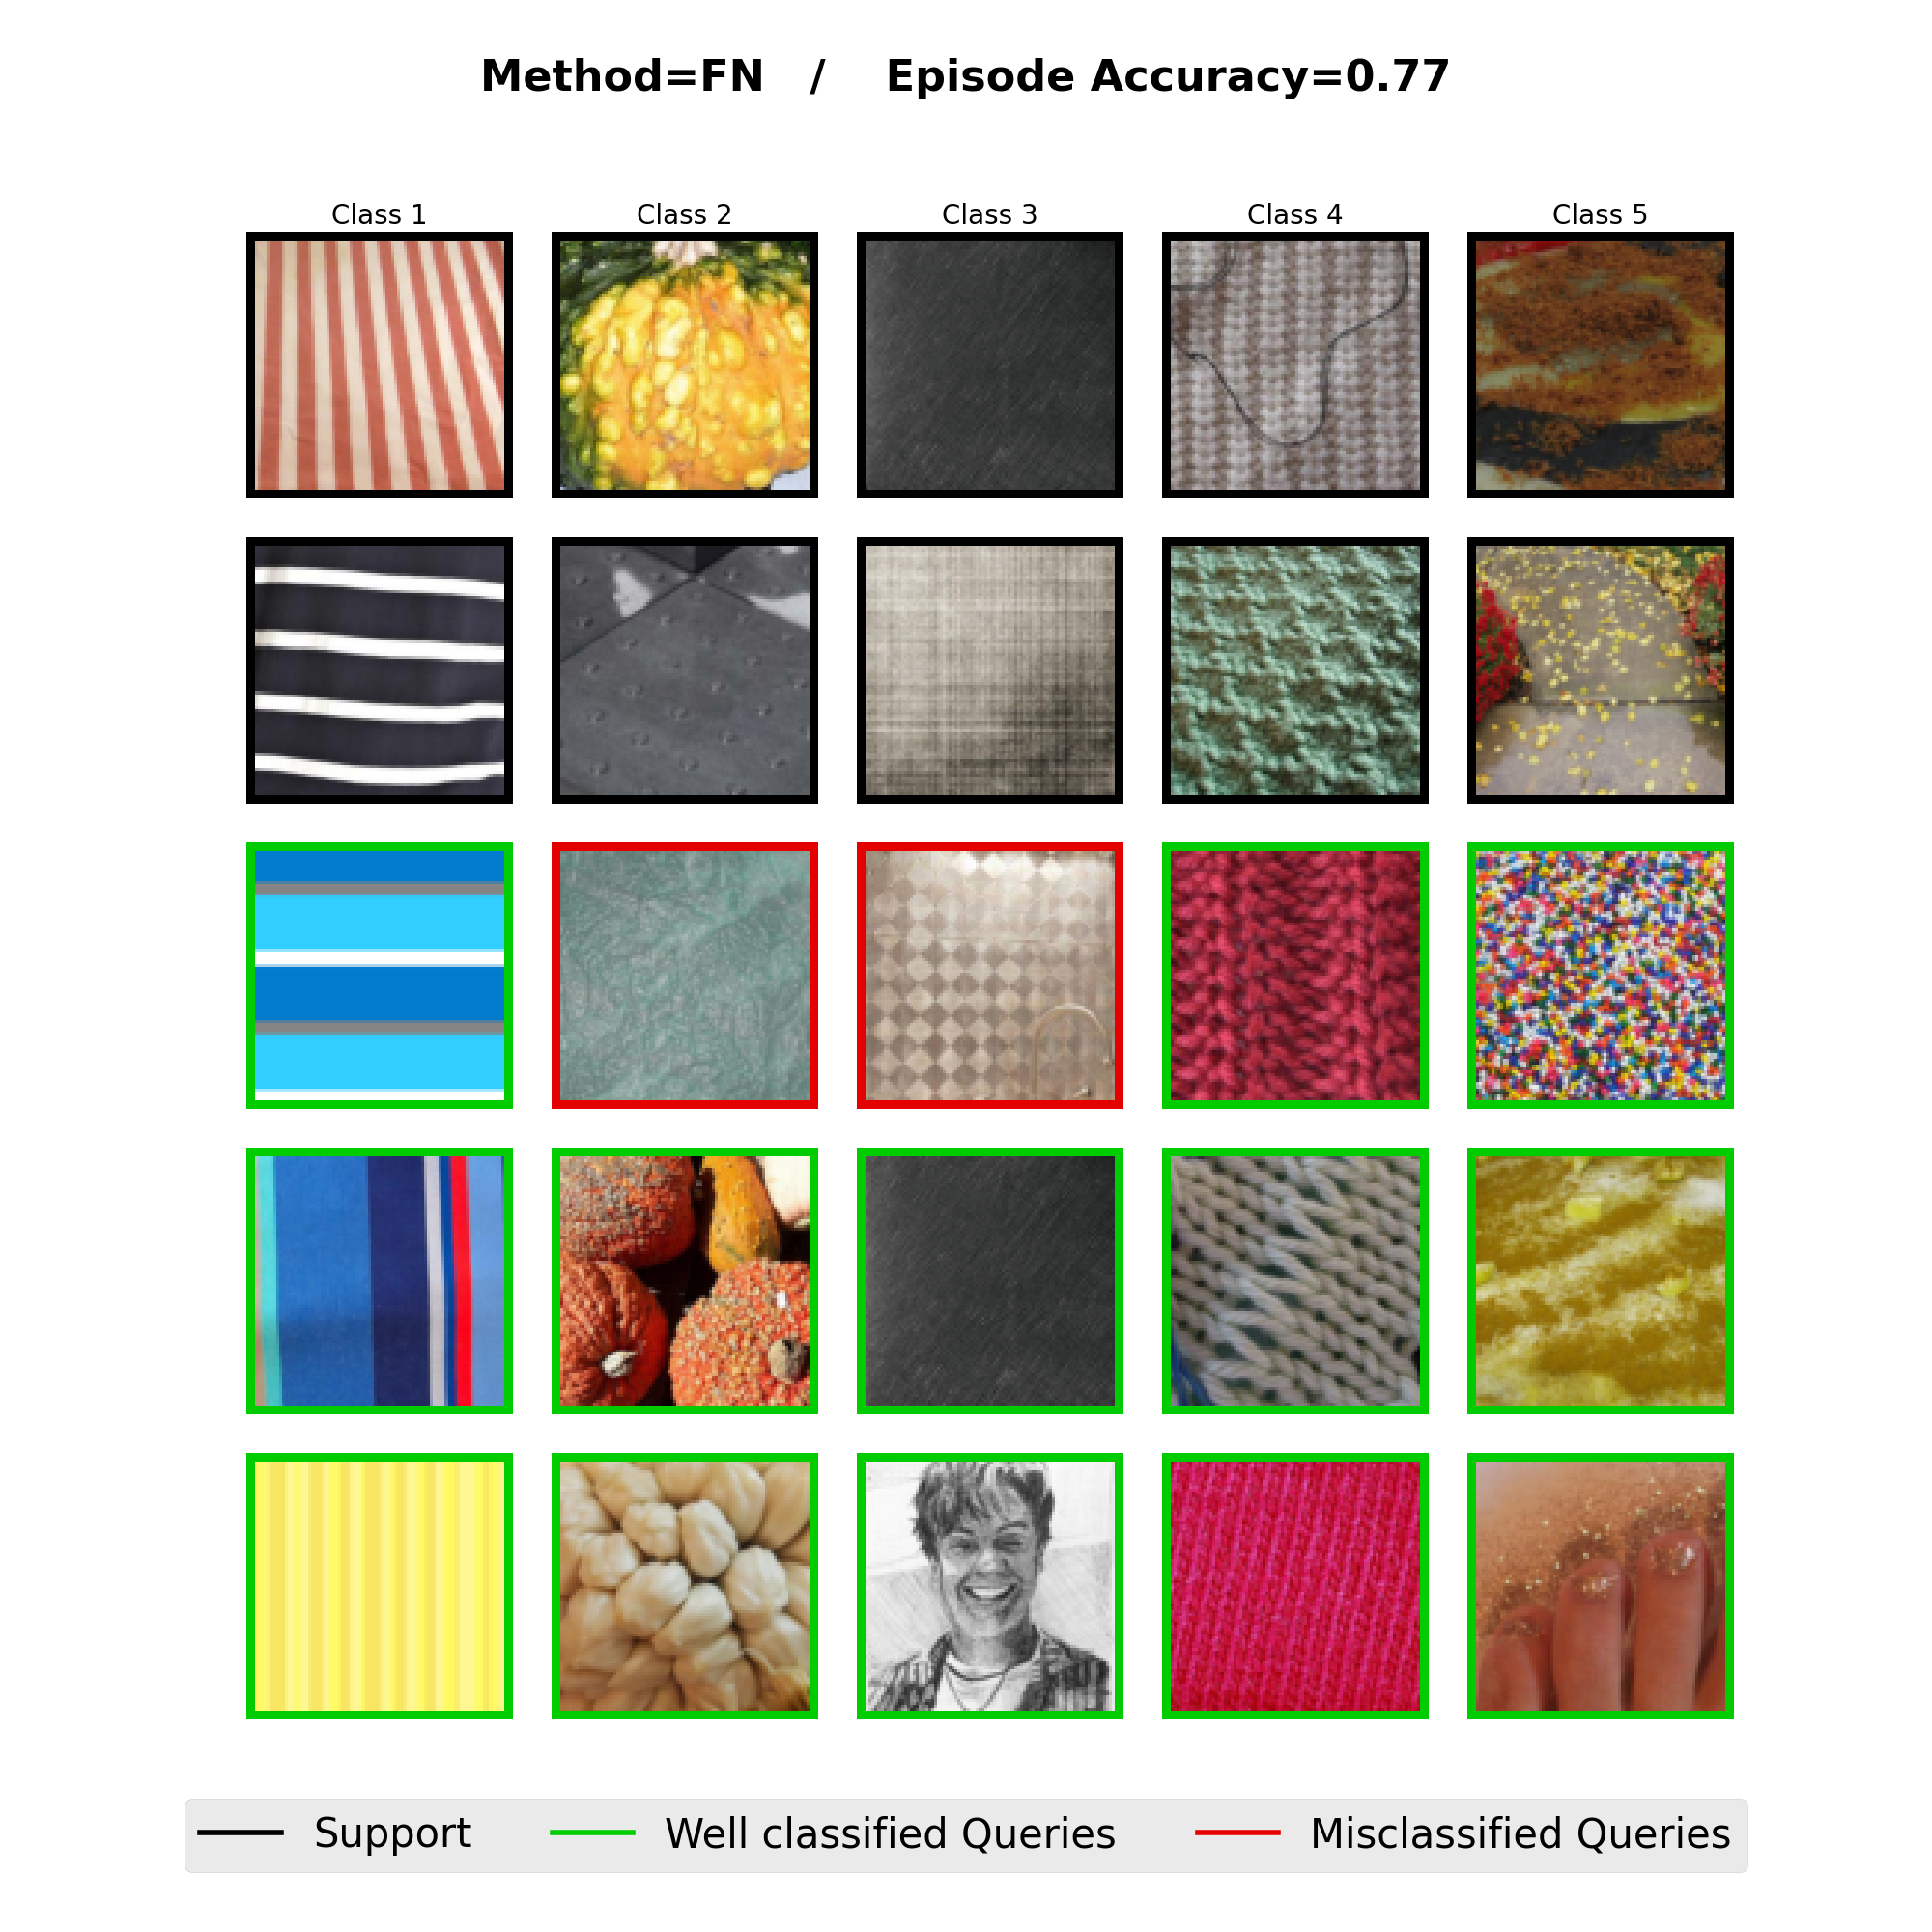 Method=FN / Episode Accuracy=0.77
Class 1 Class 2 Class 3 Class 4 Class 5
Support Well classified Queries Misclassified Queries